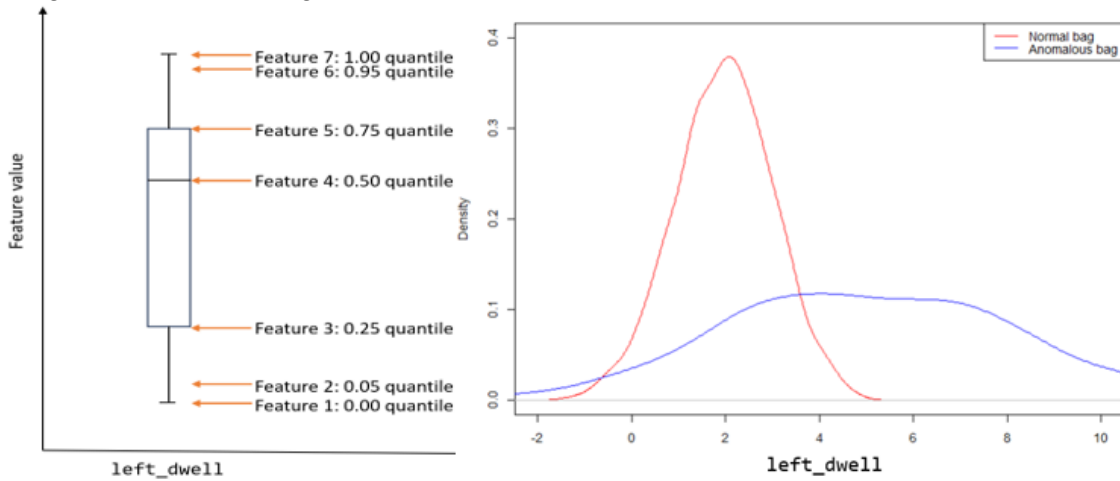 Feature value
Feature 7: 1.00 quantile
Feature 6: 0.95 quantile
Feature 5: 0.75 quantile
Feature 4: 0.50 quantile
Feature 3: 0.25 quantile
Feature 2: 0.05 quantile
Feature 1: 0.00 quantile
left_dwell
Normal bag
Anomalous bag
Density
0.4
0.3
0.2
0.1
0.0
-2 0 2 4 6 8 10
left_dwell